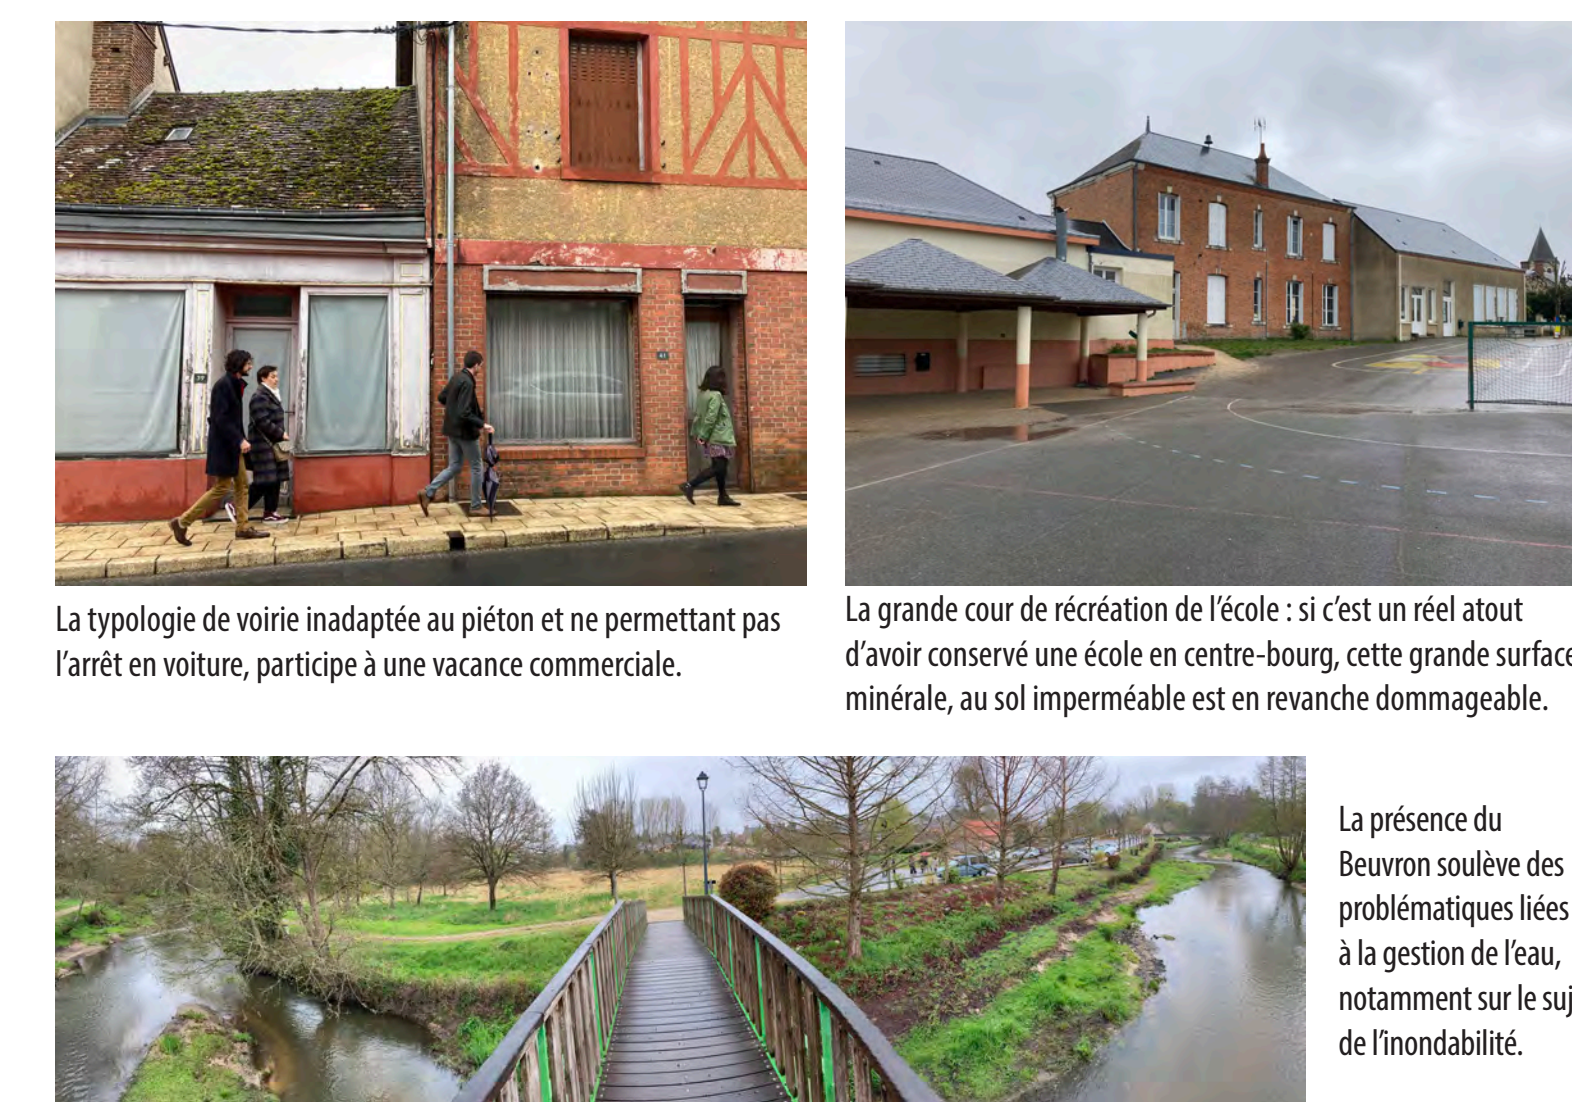 La typologie de voirie inadaptée au piéton et ne permettant pas
l’arrêt en voiture, participe à une vacance commerciale.
La grande cour de récréation de l’école : si c’est un réel atout
d’avoir conservé une école en centre-bourg, cette grande surface
minérale, au sol imperméable est en revanche dommageable.
La présence du
Beuvron soulève des
problématiques liées
à la gestion de l’eau,
notamment sur le suj
de l’inondabilité.